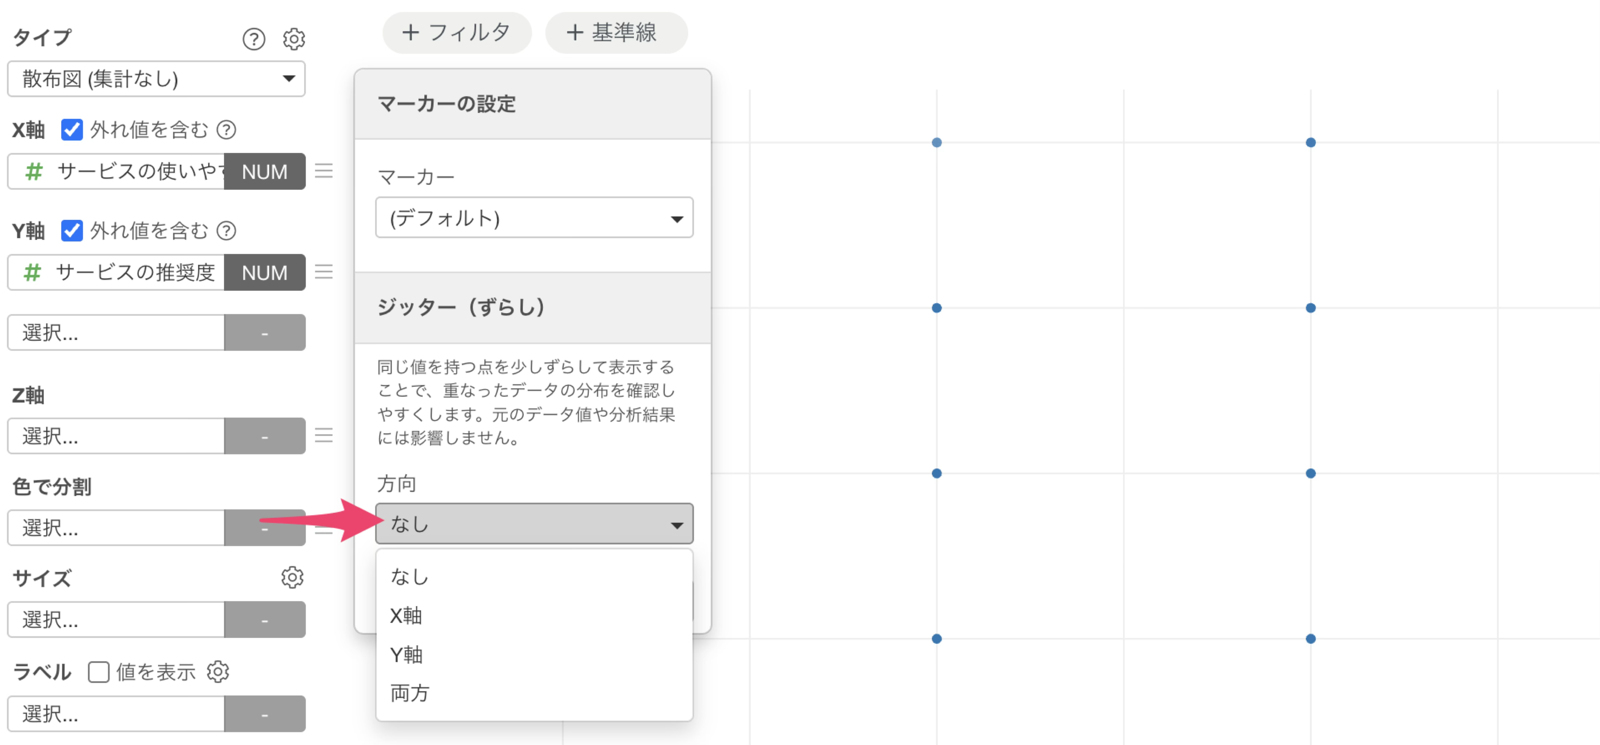 タイプ
散布図 (集計なし)
X軸 外れ値を含む
# サービスの使いや NUM
Y軸 外れ値を含む
# サービスの推奨度 NUM
選択... -
Z軸
選択... -
色で分割
選択... -
サイズ
選択... -
ラベル 値を表示
選択... -
+ フィルタ + 基準線
マーカーの設定
マーカー
(デフォルト)
ジッター（ずらし）
同じ値を持つ点を少しずらして表示する
ことで、重なったデータの分布を確認し
やすくします。元のデータ値や分析結果
には影響しません。
方向
なし
なし
X軸
Y軸
両方